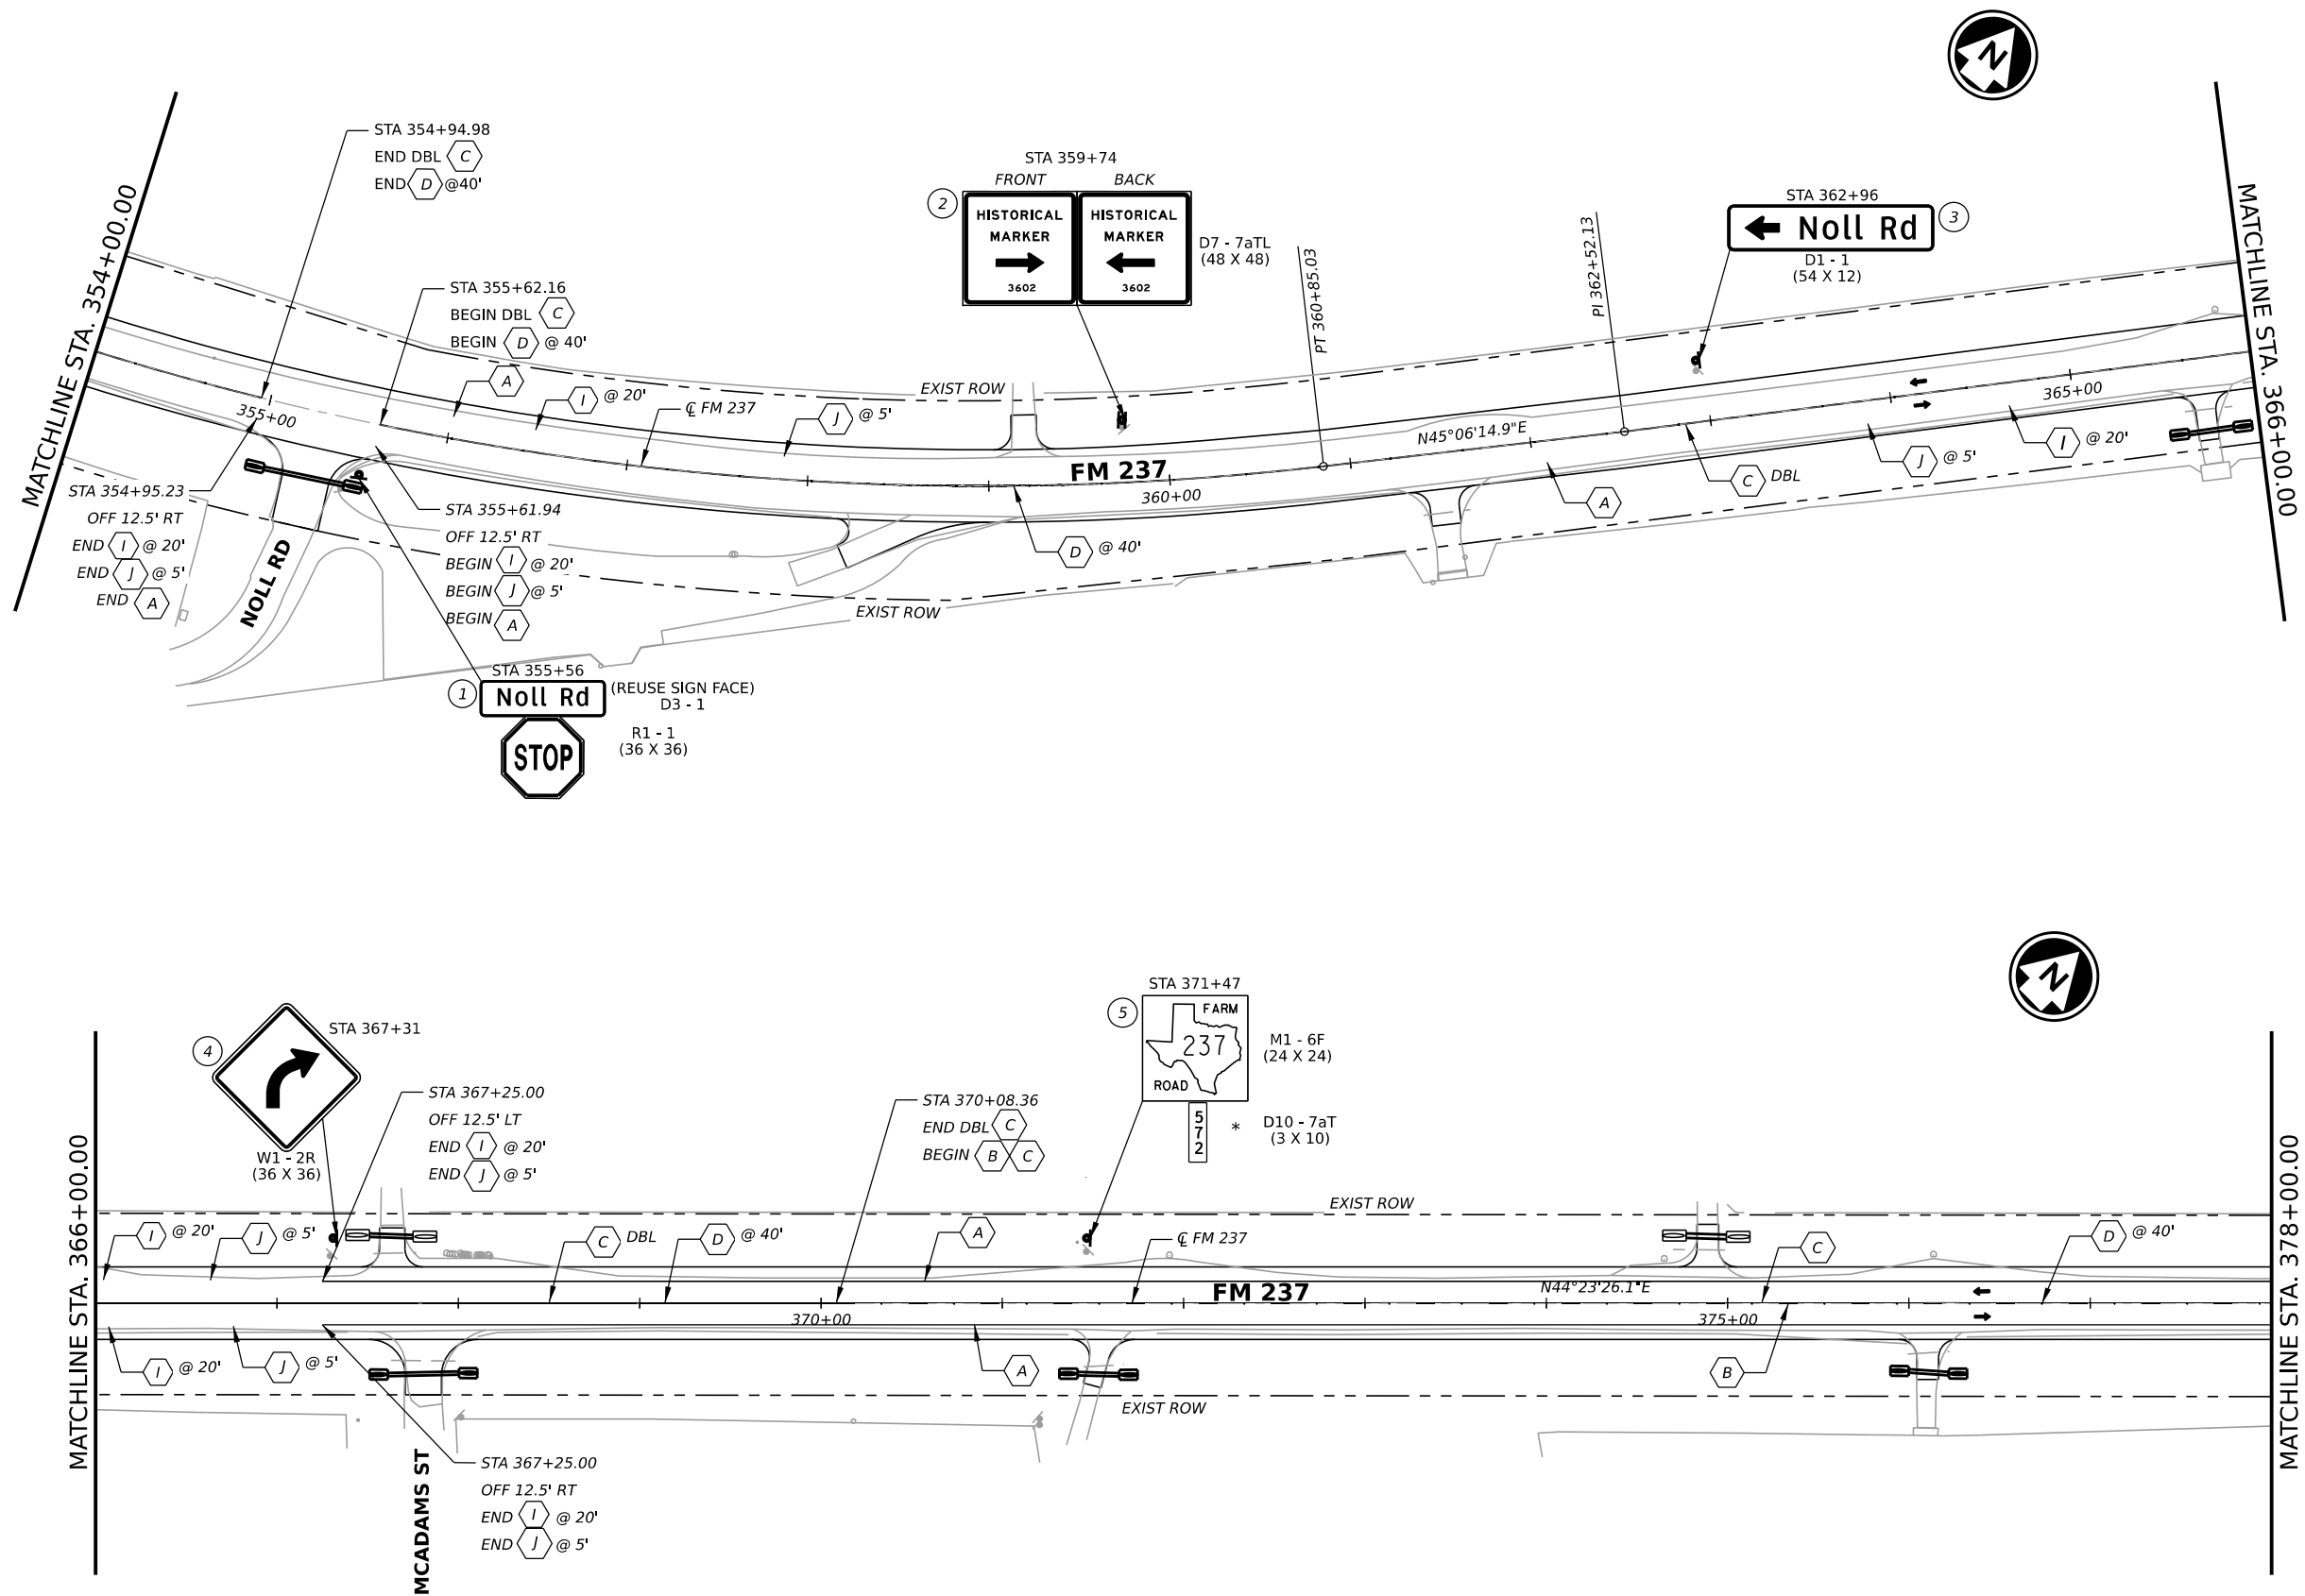 N
MATCHLINE STA. 354+00.00
STA 354+94.98
END DBL C
END D @40'
STA 355+62.16
BEGIN DBL C
BEGIN D @ 40'
A
I @ 20'
℄ FM 237
J @ 5'
EXIST ROW
STA 359+74
FRONT BACK
2
HISTORICAL
MARKER
3602
HISTORICAL
MARKER
3602
D7 - 7aTL
(48 X 48)
PT 360+85.03
PI 362+52.13
STA 362+96
Noll Rd
3
D1 - 1
(54 X 12)
MATCHLINE STA. 366+00.00
355+00
FM 237
360+00
N45°06'14.9"E
365+00
STA 354+95.23
OFF 12.5' RT
END I @ 20'
END J @ 5'
END A
NOLL RD
STA 355+61.94
OFF 12.5' RT
BEGIN I @ 20'
BEGIN J @ 5'
BEGIN A
D @ 40'
A
C DBL
J @ 5'
I @ 20'
EXIST ROW
STA 355+56
1
Noll Rd
(REUSE SIGN FACE)
D3 - 1
STOP
R1 - 1
(36 X 36)
N
MATCHLINE STA. 366+00.00
4
STA 367+31
W1 - 2R
(36 X 36)
STA 367+25.00
OFF 12.5' LT
END I @ 20'
END J @ 5'
STA 370+08.36
END DBL C
BEGIN B C
STA 371+47
5
FARM
237
ROAD
M1 - 6F
(24 X 24)
5
7
2
*
D10 - 7aT
(3 X 10)
EXIST ROW
I @ 20'
J @ 5'
C DBL
D @ 40'
A
℄ FM 237
C
D @ 40'
FM 237
N44°23'26.1"E
370+00
375+00
I @ 20'
J @ 5'
A
B
EXIST ROW
MCADAMS ST
STA 367+25.00
OFF 12.5' RT
END I @ 20'
END J @ 5'
MATCHLINE STA. 378+00.00